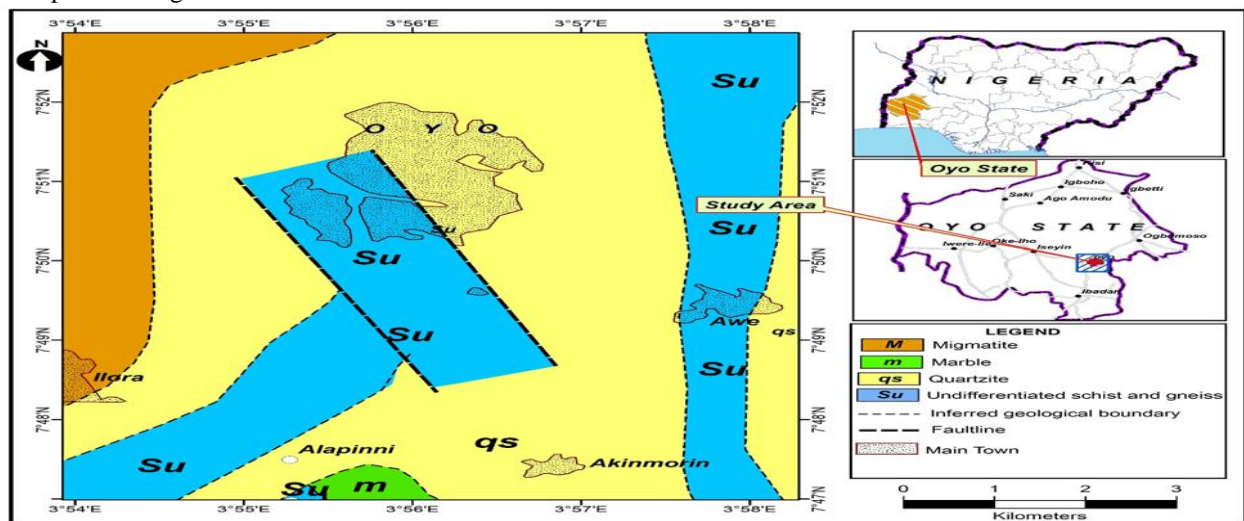 3°54'E 3°55'E 3°56'E 3°57'E 3°58'E
N
7°52'N
7°51'N
7°50'N
7°49'N
7°48'N
7°47'N
OYO
Su
Su
Su
Su
Su
Su
Su
Su
Awe
qs
Ilora
Alapinni
qs
Akinmorin
Su
m
3°54'E 3°55'E 3°56'E 3°57'E 3°58'E
7°52'N
7°51'N
7°50'N
7°49'N
7°48'N
7°47'N
NIGERIA
Oyo State
Study Area
Igboho
Igbetti
Saki
Ago Amodu
OYO STATE
Ogbomoso
Oke-Iho
Iseyin
Ibadan
LEGEND
M Migmatite
m Marble
qs Quartzite
Su Undifferentiated schist and gneiss
Inferred geological boundary
Faultline
Main Town
0 1 2 3
Kilometers